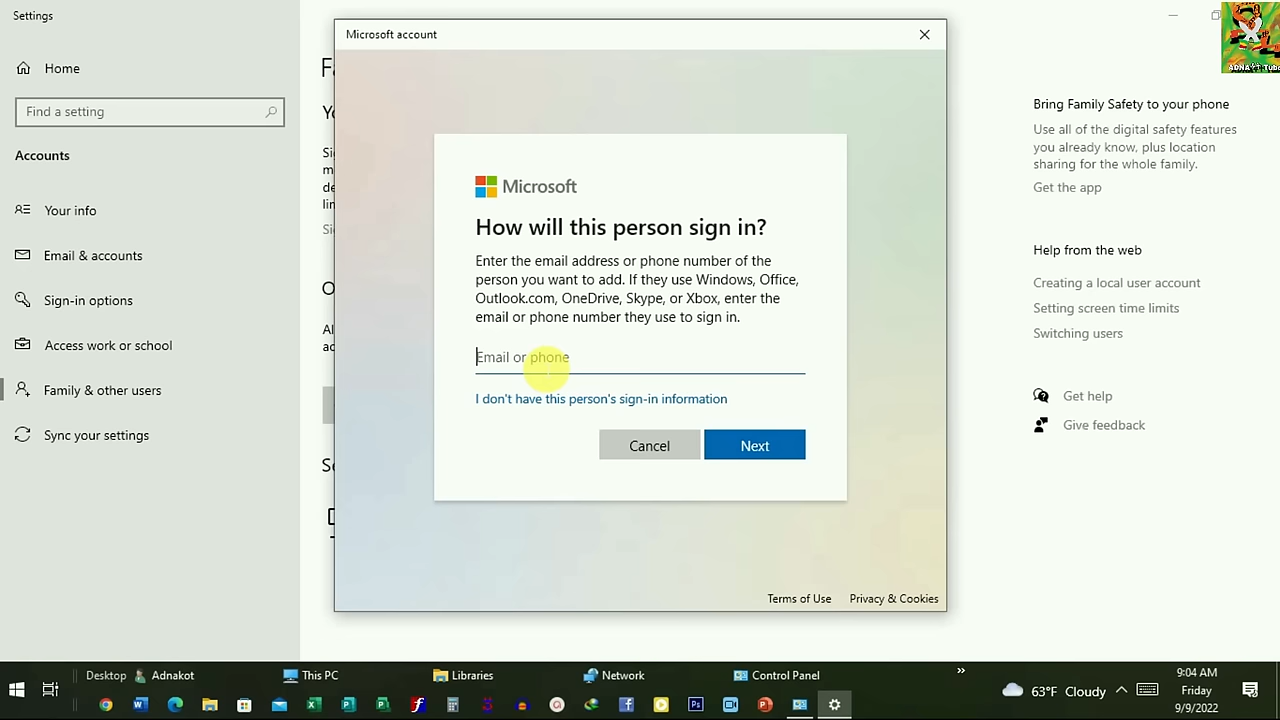 Settings
Home
Find a setting
Accounts
Your info
Email & accounts
Sign-in options
Access work or school
Family & other users
Sync your settings
Microsoft account
Microsoft
How will this person sign in?
Enter the email address or phone number of the
person you want to add. If they use Windows, Office,
Outlook.com, OneDrive, Skype, or Xbox, enter the
email or phone number they use to sign in.
Email or phone
I don't have this person's sign-in information
Cancel
Next
Terms of Use
Privacy & Cookies
Bring Family Safety to your phone
Use all of the digital safety features
you already know, plus location
sharing for the whole family.
Get the app
Help from the web
Creating a local user account
Setting screen time limits
Switching users
Get help
Give feedback
Desktop
Adnakot
This PC
Libraries
Network
Control Panel
63°F Cloudy
9:04 AM
Friday
9/9/2022